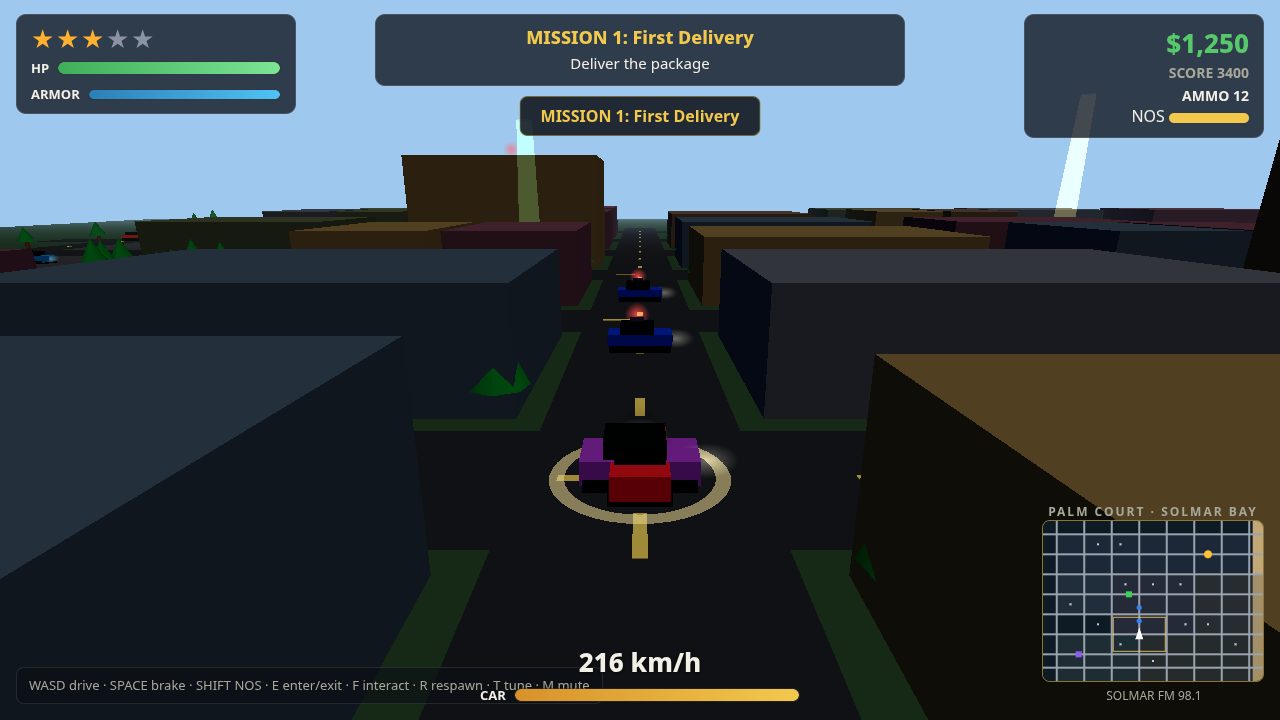 HP
ARMOR
MISSION 1: First Delivery
Deliver the package
MISSION 1: First Delivery
$1,250
SCORE 3400
AMMO 12
NOS
PALM COURT · SOLMAR BAY
SOLMAR FM 98.1
216 km/h
CAR
WASD drive · SPACE brake · SHIFT NOS · E enter/exit · F interact · R respawn · T tune · M mute